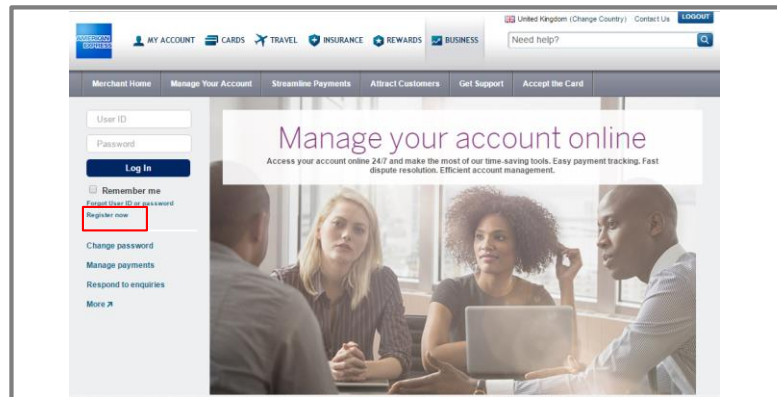 United Kingdom (Change Country) Contact Us LOGOUT
AMERICAN EXPRESS
MY ACCOUNT CARDS TRAVEL INSURANCE REWARDS BUSINESS
Need help?
Merchant Home Manage Your Account Streamline Payments Attract Customers Get Support Accept the Card
User ID
Password
Log In
Remember me
Forgot User ID or password
Register now
Change password
Manage payments
Respond to enquiries
More
Manage your account online
Access your account online 24/7 and make the most of our time-saving tools. Easy payment tracking. Fast
dispute resolution. Efficient account management.